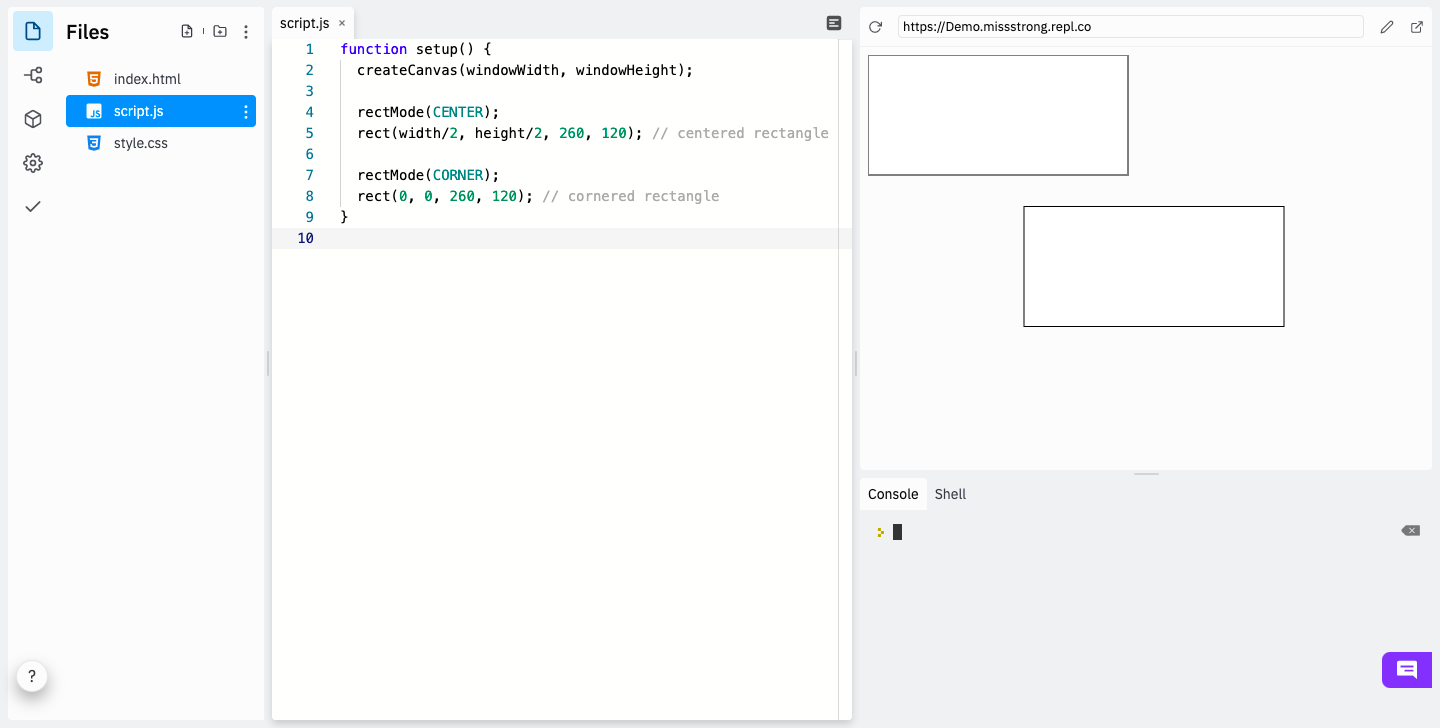 Files
index.html
script.js
style.css
?
script.js ×
1 function setup() {
2 createCanvas(windowWidth, windowHeight);
3
4 rectMode(CENTER);
5 rect(width/2, height/2, 260, 120); // centered rectangle
6
7 rectMode(CORNER);
8 rect(0, 0, 260, 120); // cornered rectangle
9 }
10
https://Demo.missstrong.repl.co
Console Shell